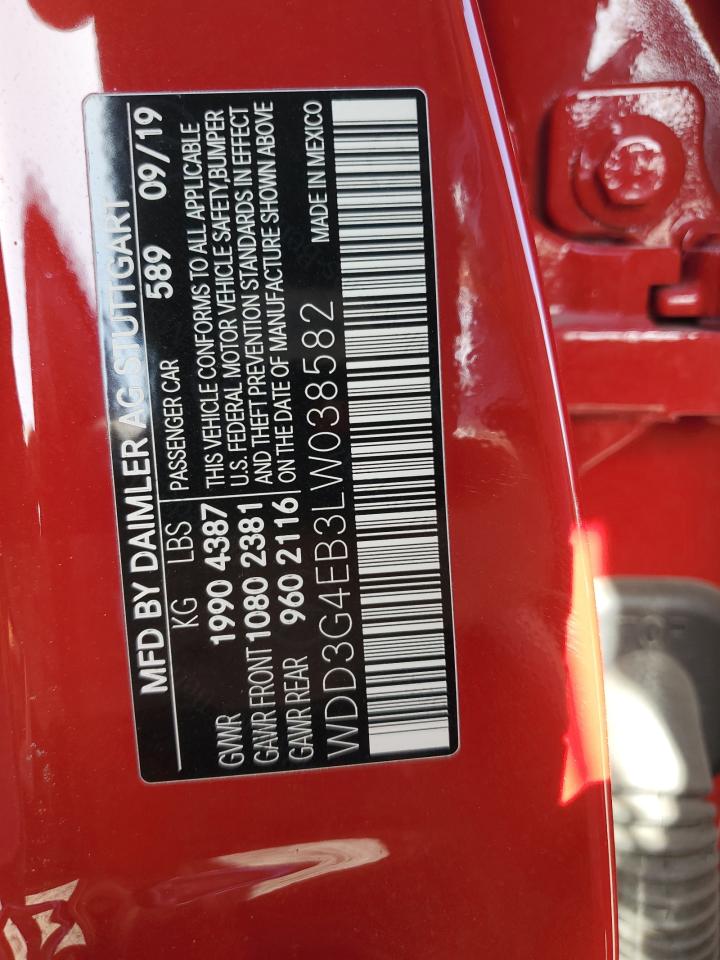 MFD BY DAIMLER AG STUTTGART
KG LBS PASSENGER CAR 589 09/19
GVWR 1990 4387 THIS VEHICLE CONFORMS TO ALL APPLICABLE
GAWR FRONT 1080 2381 U.S. FEDERAL MOTOR VEHICLE SAFETY,BUMPER
AND THEFT PREVENTION STANDARDS IN EFFECT
GAWR REAR 960 2116 ON THE DATE OF MANUFACTURE SHOWN ABOVE
WDD3G4EB3LW038582 MADE IN MEXICO